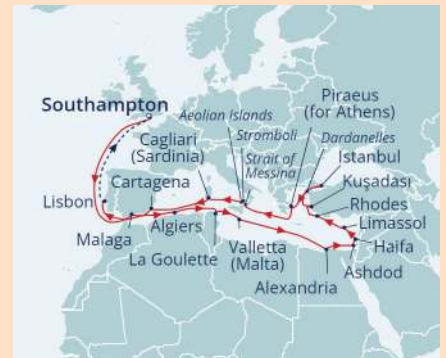 Southampton
Aeolian Islands
Stromboli
Strait of
Messina
Piraeus
(for Athens)
Dardanelles
Istanbul
Kuşadası
Rhodes
Limassol
Haifa
Ashdod
Alexandria
Cagliari
(Sardinia)
Cartagena
Lisbon
Malaga
Algiers
La Goulette
Valletta
(Malta)